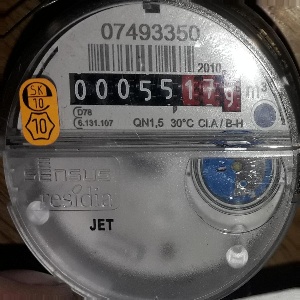 07493350
2010
00055179 m³
SK
10
10
D78
6.131.107
QN1,5 30°C Cl.A / B-H
SENSUS
residia
JET